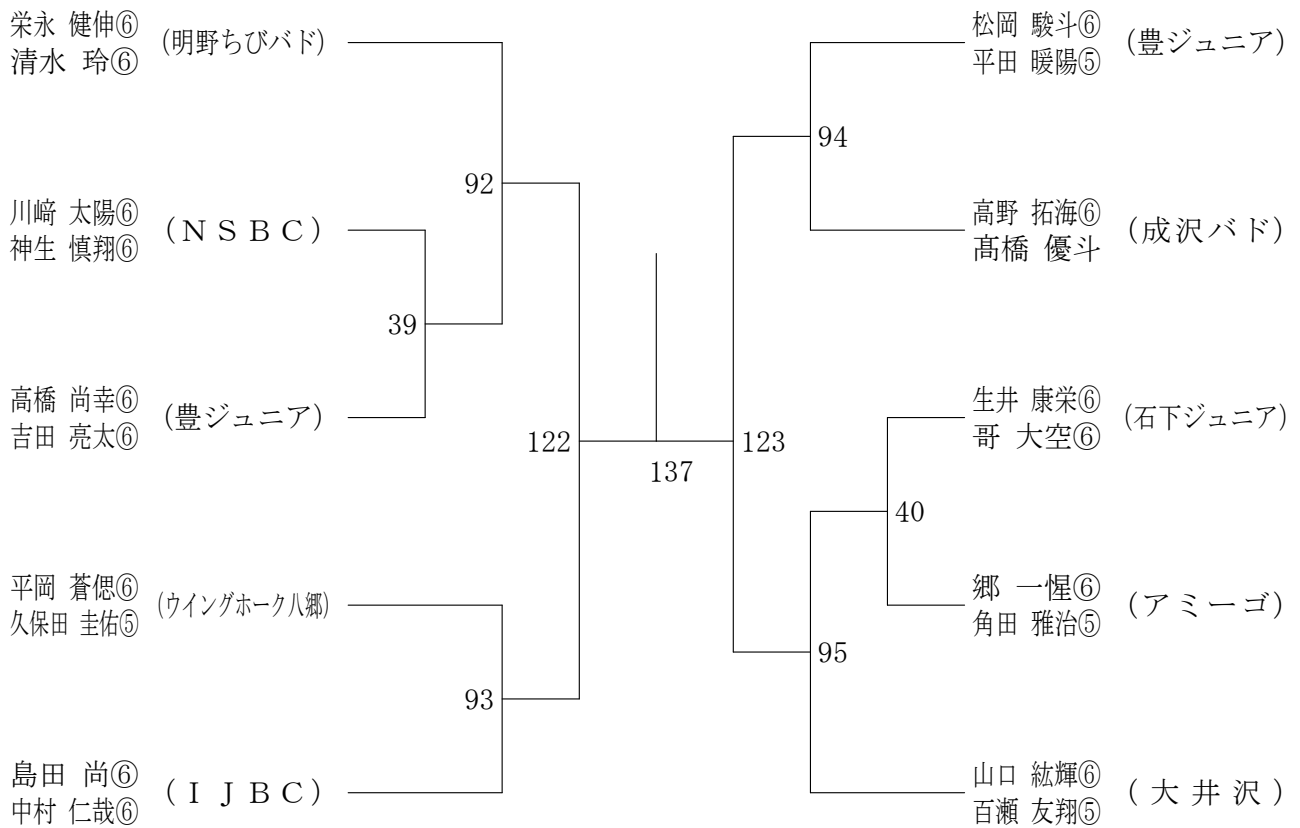 栄永 健伸⑥
清水 玲⑥
(明野ちびバド)
92
川﨑 太陽⑥
神生 慎翔⑥
(ＮＳＢＣ)
39
高橋 尚幸⑥
吉田 亮太⑥
(豊ジュニア)
122
平岡 蒼偲⑥
久保田 圭佑⑤
(ウイングホーク八郷)
93
島田 尚⑥
中村 仁哉⑥
(ＩＪＢＣ)
137
松岡 駿斗⑥
平田 暖陽⑤
(豊ジュニア)
94
高野 拓海⑥
髙橋 優斗
(成沢バド)
123
生井 康栄⑥
哥 大空⑥
(石下ジュニア)
40
郷 一惺⑥
角田 雅治⑤
(アミーゴ)
95
山口 紘輝⑥
百瀬 友翔⑤
(大井沢)